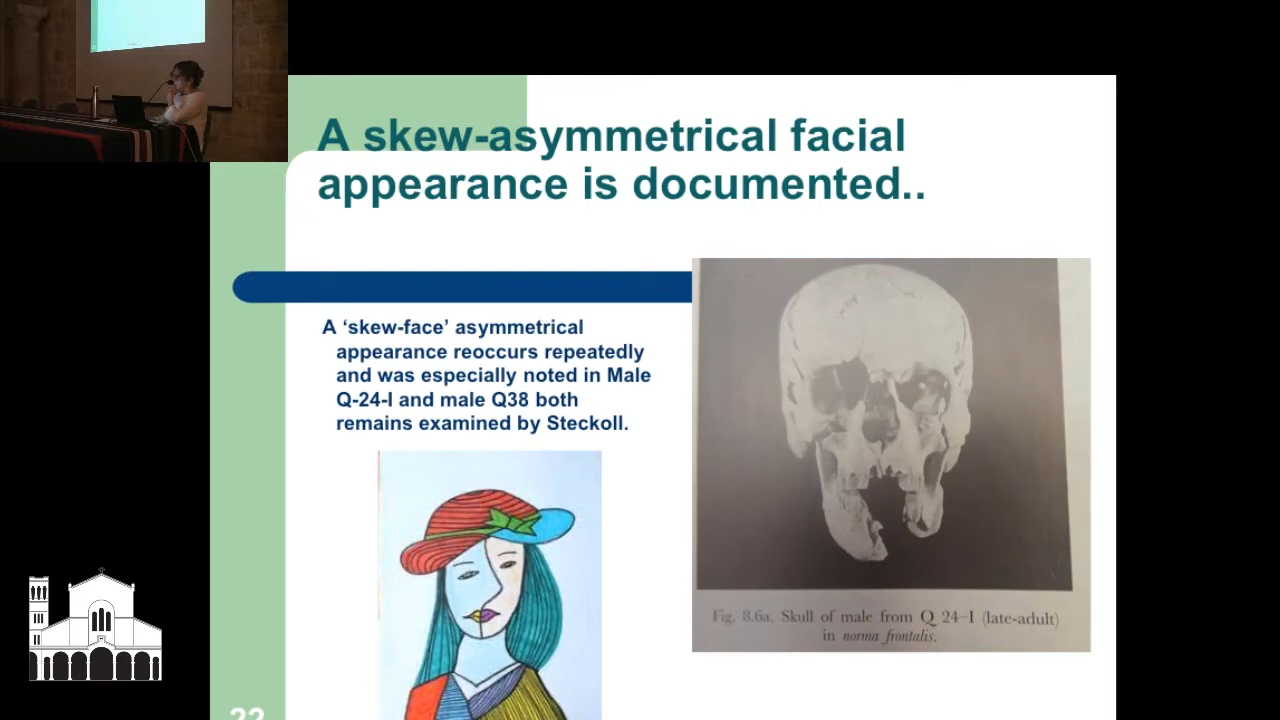 A skew-asymmetrical facial
appearance is documented..
A ‘skew-face’ asymmetrical
appearance reoccurs repeatedly
and was especially noted in Male
Q-24-I and male Q38 both
remains examined by Steckoll.
Fig. 8.6a. Skull of male from Q 24–I (late-adult)
in norma frontalis.
22